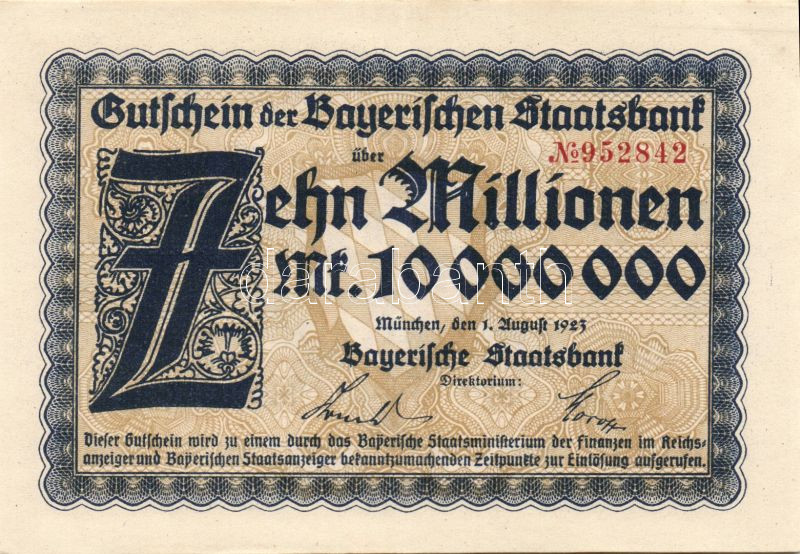 Gutschein der Bayerischen Staatsbank
über
№952842
Zehn Millionen
Mk. 10 000 000
darabanth
München, den 1. August 1923
Bayerische Staatsbank
Direktorium:
Dieser Gutschein wird zu einem durch das Bayerische Staatsministerium der Finanzen im Reichs-
anzeiger und Bayerischen Staatsanzeiger bekanntzumachenden Zeitpunkte zur Einlösung aufgerufen.